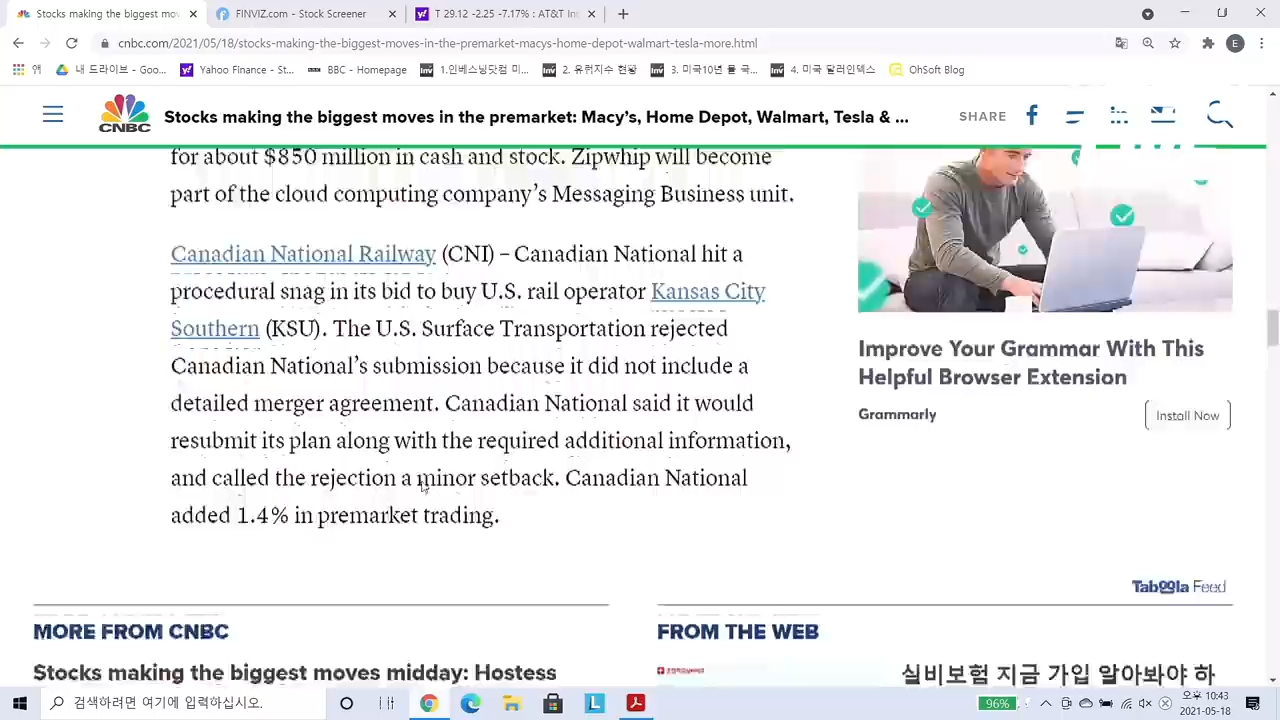 Stocks making the biggest mov
FINVIZ.com - Stock Screener
T 29.12 -2.25 -7.17% : AT&T In
cnbc.com/2021/05/18/stocks-making-the-biggest-moves-in-the-premarket-macys-home-depot-walmart-tesla-more.html
앱
내 드라이브 - Goo...
Yahoo Finance - St...
BBC - Homepage
1.인베스팅닷컴 미...
2. 유런지수 현황
3. 미국10년 물 국...
4. 미국 달러인덱스
OhSoft Blog
CNBC
Stocks making the biggest moves in the premarket: Macy’s, Home Depot, Walmart, Tesla & ...
SHARE
for about $850 million in cash and stock. Zipwhip will become
part of the cloud computing company’s Messaging Business unit.
Canadian National Railway (CNI) – Canadian National hit a
procedural snag in its bid to buy U.S. rail operator Kansas City
Southern (KSU). The U.S. Surface Transportation rejected
Canadian National’s submission because it did not include a
detailed merger agreement. Canadian National said it would
resubmit its plan along with the required additional information,
and called the rejection a minor setback. Canadian National
added 1.4% in premarket trading.
Improve Your Grammar With This
Helpful Browser Extension
Grammarly
Install Now
Taboola Feed
MORE FROM CNBC
FROM THE WEB
Stocks making the biggest moves midday: Hostess
실비보험 지금 가입 알아봐야 하
검색하려면 여기에 입력하십시오.
96%
오후 10:43
2021-05-18